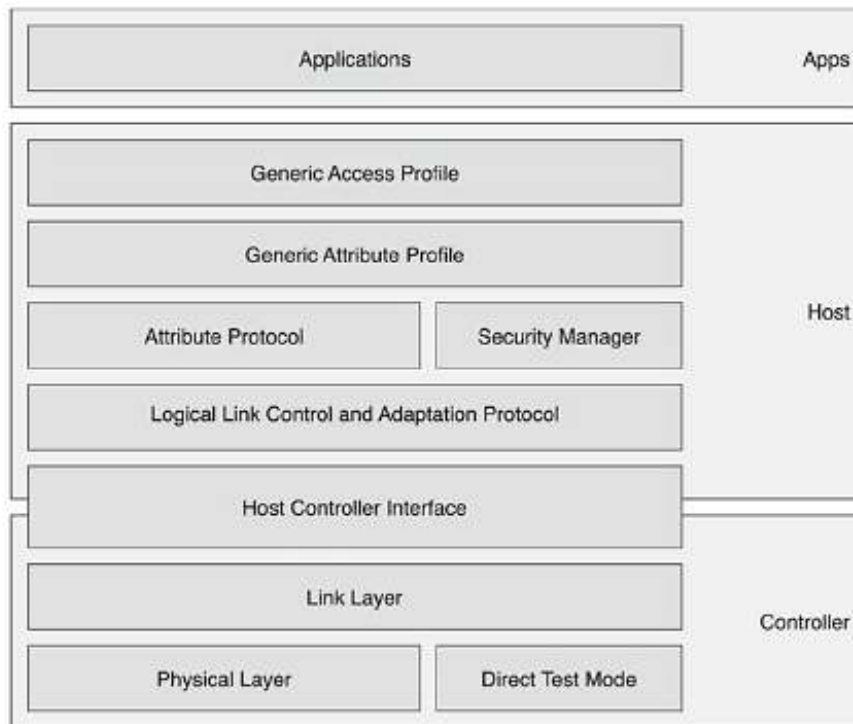 Applications
Apps
Generic Access Profile
Generic Attribute Profile
Host
Attribute Protocol
Security Manager
Logical Link Control and Adaptation Protocol
Host Controller Interface
Link Layer
Controller
Physical Layer
Direct Test Mode